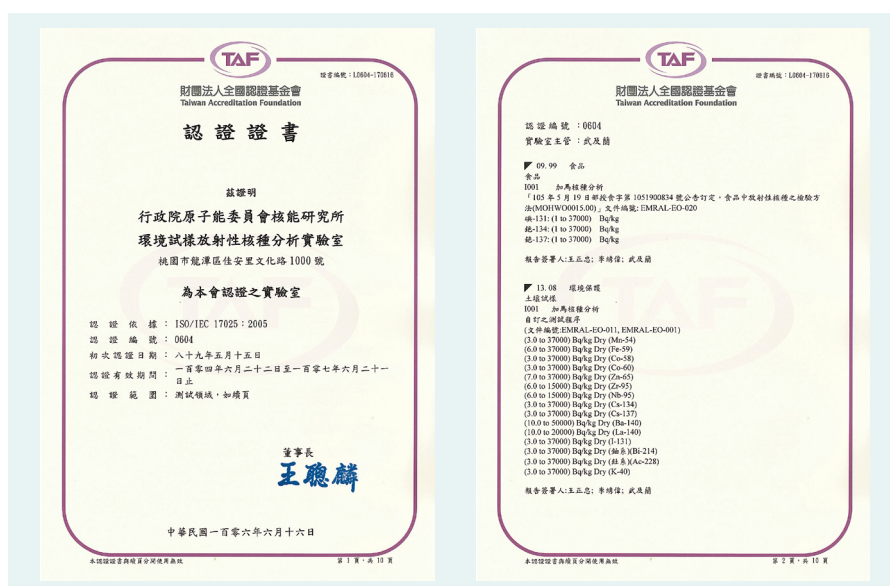 TAF
證書編號：L0604-170616
財團法人全國認證基金會
Taiwan Accreditation Foundation
認證證書
茲證明
行政院原子能委員會核能研究所
環境試樣放射性核種分析實驗室
桃園市龍潭區佳安里文化路1000號
為本會認證之實驗室
認證依據：ISO/IEC 17025：2005
認證編號：0604
初次認證日期：八十九年五月十五日
認證有效期間：一百零四年六月二十二日至一百零七年六月二十一
日止
認證範圍：測試領域，如續頁
董事長
王聰麟
中華民國一百零六年六月十六日
本認證證書與續頁分開使用無效
第1頁，共10頁
TAF
證書編號：L0604-170616
財團法人全國認證基金會
Taiwan Accreditation Foundation
認證編號：0604
實驗室主管：武及蘭
09.99 食品
食品
I001 加馬核種分析
「105年5月19日部授食字第1051900834號公告訂定，食品中放射性核種之檢驗方
法(MOHWO0015.00)」文件編號: EMRAL-EO-020
碘-131: (1 to 37000) Bq/kg
銫-134: (1 to 37000) Bq/kg
銫-137: (1 to 37000) Bq/kg
報告簽署人:王正忠; 李綉偉; 武及蘭
13.08 環境保護
土壤試樣
I001 加馬核種分析
自訂之測試程序
(文件編號:EMRAL-EO-011, EMRAL-EO-001)
(3.0 to 37000) Bq/kg Dry (Mn-54)
(6.0 to 37000) Bq/kg Dry (Fe-59)
(3.0 to 37000) Bq/kg Dry (Co-58)
(3.0 to 37000) Bq/kg Dry (Co-60)
(7.0 to 37000) Bq/kg Dry (Zn-65)
(6.0 to 15000) Bq/kg Dry (Zr-95)
(6.0 to 15000) Bq/kg Dry (Nb-95)
(3.0 to 37000) Bq/kg Dry (Cs-134)
(3.0 to 37000) Bq/kg Dry (Cs-137)
(10.0 to 50000) Bq/kg Dry (Ba-140)
(10.0 to 20000) Bq/kg Dry (La-140)
(3.0 to 37000) Bq/kg Dry (I-131)
(3.0 to 37000) Bq/kg Dry (鈾系)(Bi-214)
(3.0 to 37000) Bq/kg Dry (釷系)(Ac-228)
(3.0 to 37000) Bq/kg Dry (K-40)
報告簽署人:王正忠; 李綉偉; 武及蘭
本認證證書與續頁分開使用無效
第2頁，共10頁